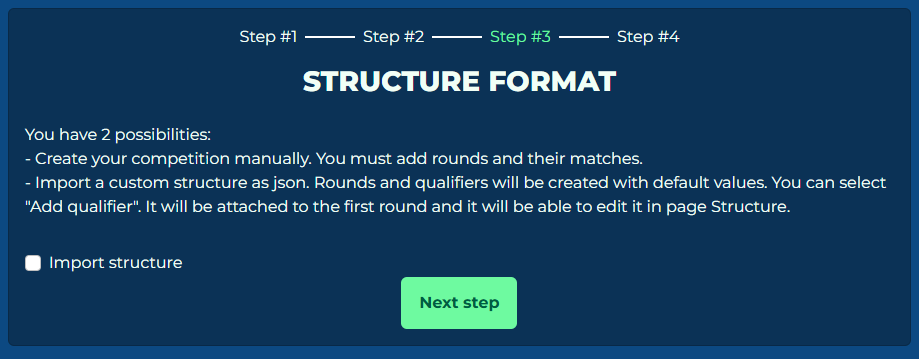 Step #1 Step #2 Step #3 Step #4
STRUCTURE FORMAT
You have 2 possibilities:
- Create your competition manually. You must add rounds and their matches.
- Import a custom structure as json. Rounds and qualifiers will be created with default values. You can select
"Add qualifier". It will be attached to the first round and it will be able to edit it in page Structure.
Import structure
Next step